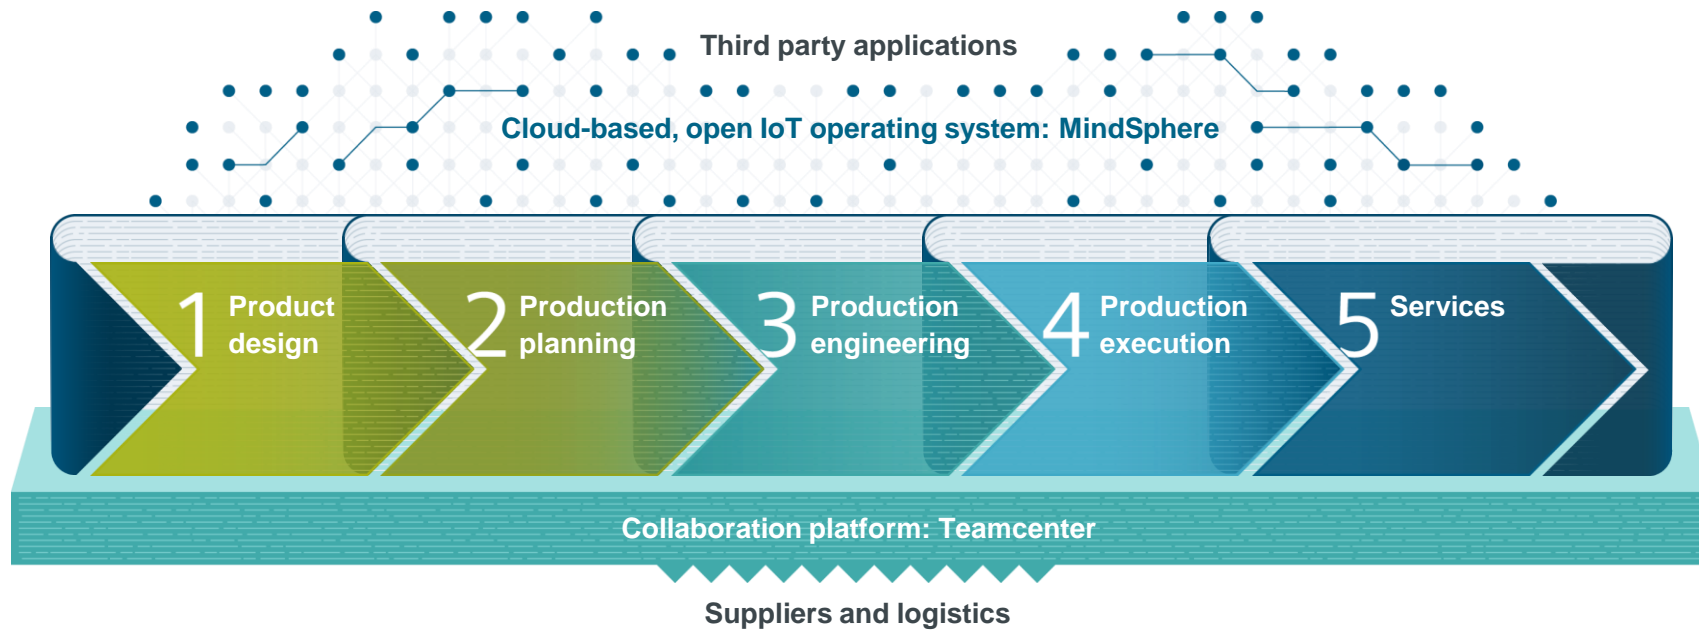 Third party applications
Cloud-based, open IoT operating system: MindSphere
1 Product
design
2 Production
planning
3 Production
engineering
4 Production
execution
5 Services
Collaboration platform: Teamcenter
Suppliers and logistics